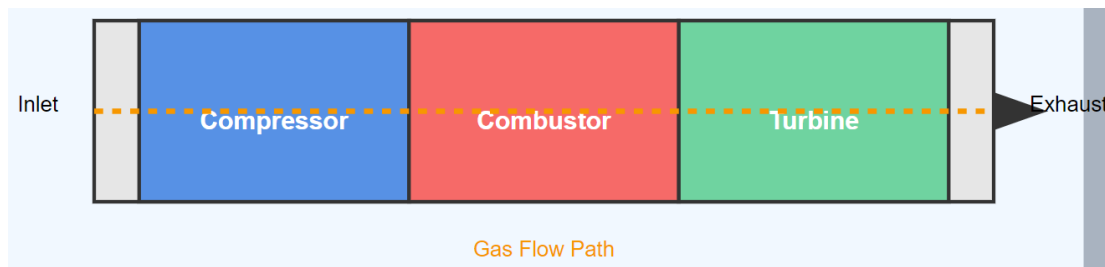 Inlet
Compressor
Combustor
Turbine
Exhaust
Gas Flow Path